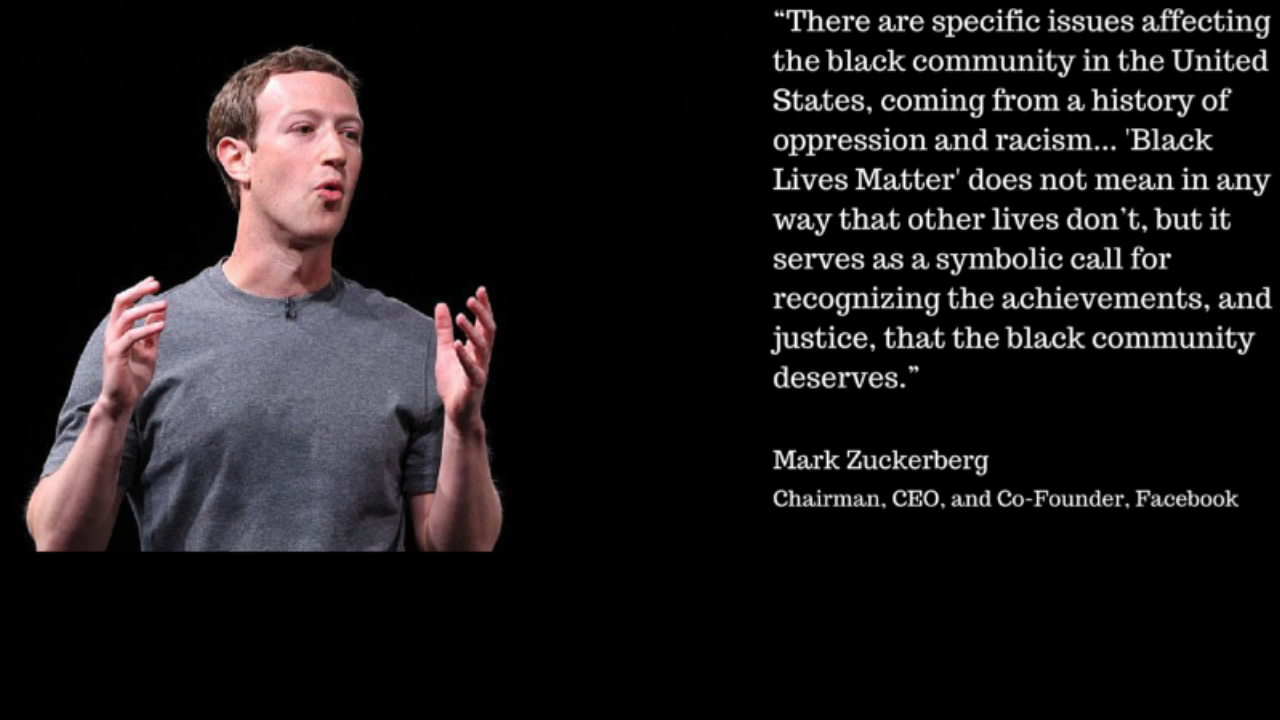 “There are specific issues affecting
the black community in the United
States, coming from a history of
oppression and racism... 'Black
Lives Matter' does not mean in any
way that other lives don’t, but it
serves as a symbolic call for
recognizing the achievements, and
justice, that the black community
deserves.”
Mark Zuckerberg
Chairman, CEO, and Co-Founder, Facebook